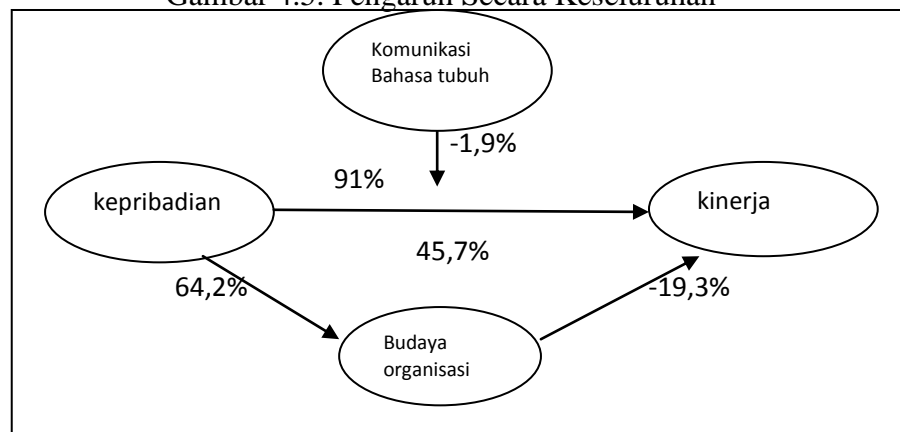 Gambar 4.5. Pengaruh Secara Keseluruhan
Komunikasi
Bahasa tubuh
-1,9%
91%
kepribadian
kinerja
45,7%
64,2%
-19,3%
Budaya
organisasi